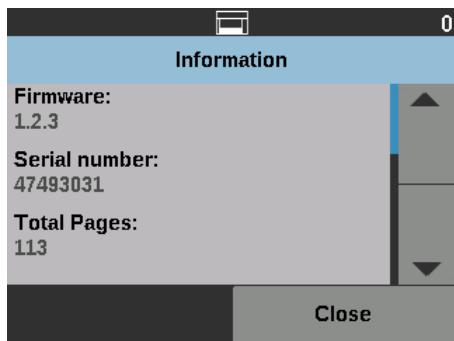 0
Information
Firmware:
1.2.3
Serial number:
47493031
Total Pages:
113
Close